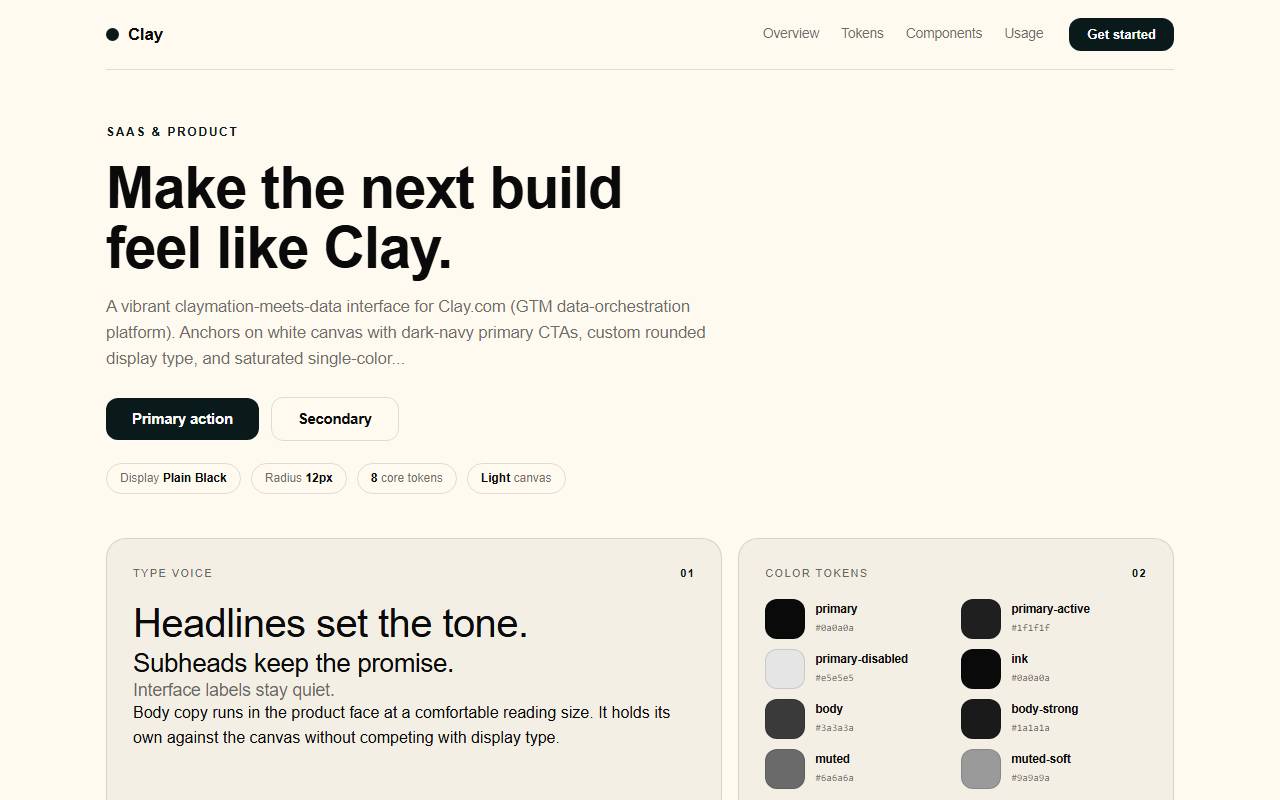 Clay
Overview Tokens Components Usage Get started
SAAS & PRODUCT
Make the next build
feel like Clay.
A vibrant claymation-meets-data interface for Clay.com (GTM data-orchestration
platform). Anchors on white canvas with dark-navy primary CTAs, custom rounded
display type, and saturated single-color...
Primary action Secondary
Display Plain Black Radius 12px 8 core tokens Light canvas
TYPE VOICE 01
Headlines set the tone.
Subheads keep the promise.
Interface labels stay quiet.
Body copy runs in the product face at a comfortable reading size. It holds its
own against the canvas without competing with display type.
COLOR TOKENS 02
primary
#0a0a0a
primary-active
#1f1f1f
primary-disabled
#e5e5e5
ink
#0a0a0a
body
#3a3a3a
body-strong
#1a1a1a
muted
#6a6a6a
muted-soft
#9a9a9a